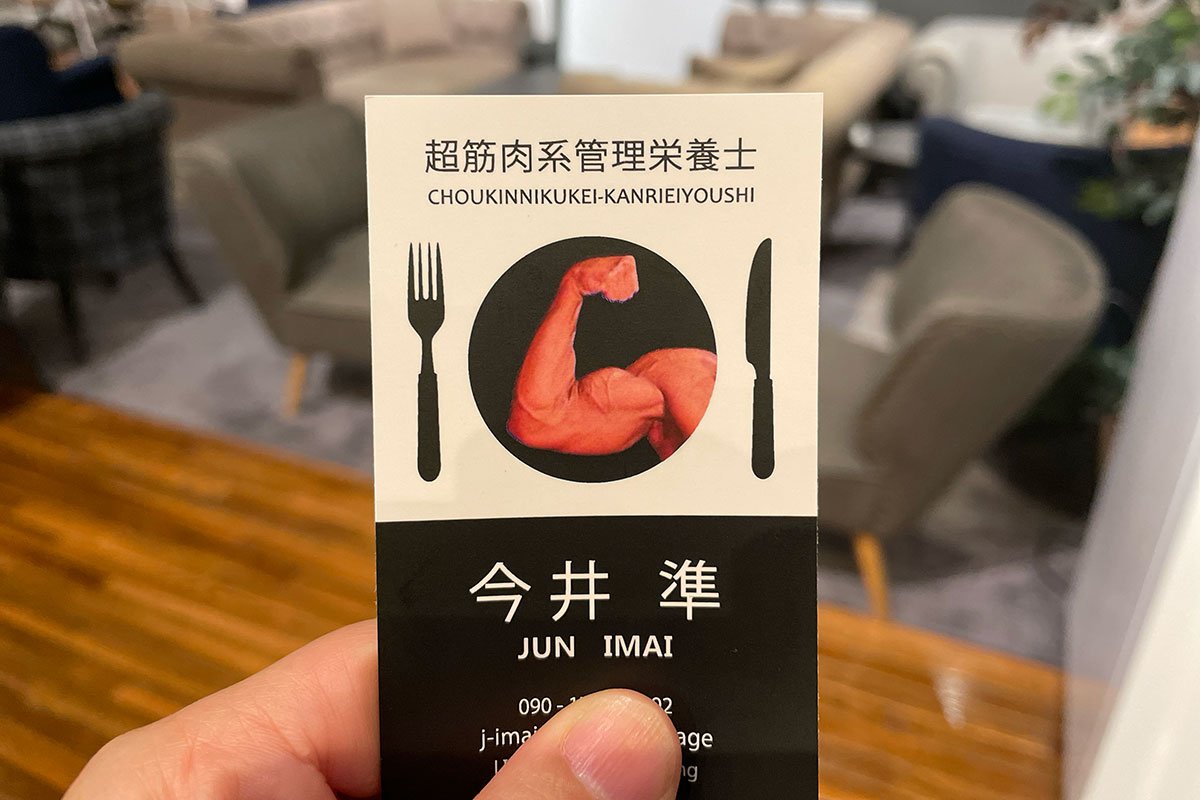 超筋肉系管理栄養士
CHOUKINNIKUKEI-KANRIEIYOUSHI
今井 準
JUN IMAI
090